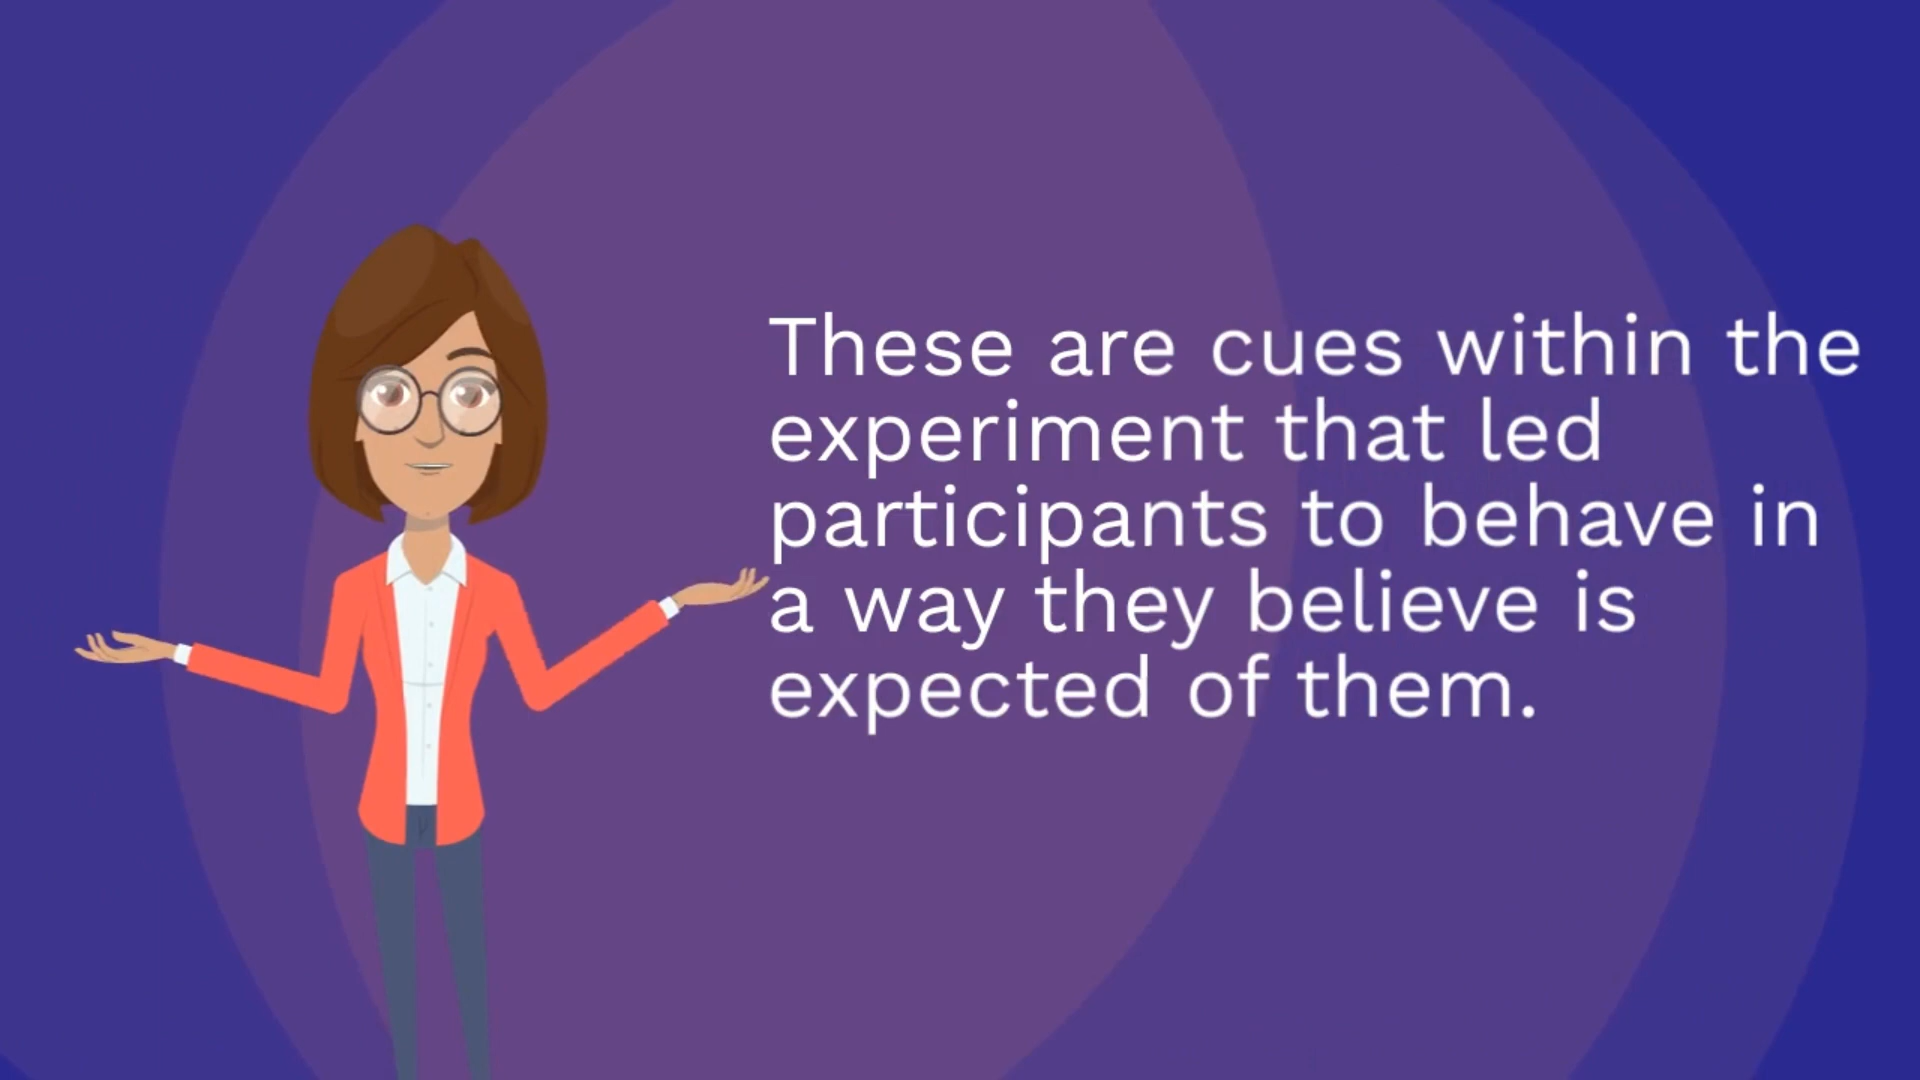 These are cues within the
experiment that led
participants to behave in
a way they believe is
expected of them.